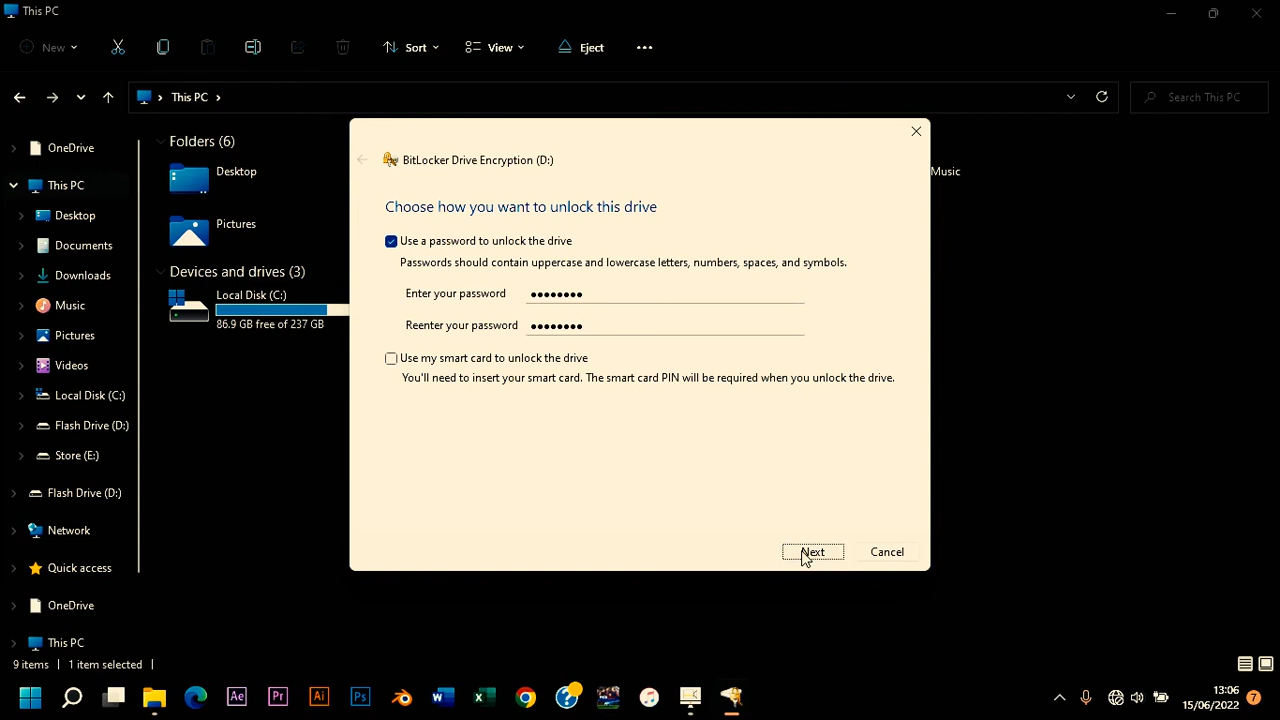 This PC
New
Sort
View
Eject
This PC
Search This PC
OneDrive
This PC
Desktop
Documents
Downloads
Music
Pictures
Videos
Local Disk (C:)
Flash Drive (D:)
Store (E:)
Flash Drive (D:)
Network
Quick access
OneDrive
This PC
Folders (6)
Desktop
Music
Pictures
Devices and drives (3)
Local Disk (C:)
86.9 GB free of 237 GB
BitLocker Drive Encryption (D:)
Choose how you want to unlock this drive
Use a password to unlock the drive
Passwords should contain uppercase and lowercase letters, numbers, spaces, and symbols.
Enter your password ●●●●●●●●
Reenter your password ●●●●●●●●
Use my smart card to unlock the drive
You'll need to insert your smart card. The smart card PIN will be required when you unlock the drive.
Next
Cancel
9 items
1 item selected
Ae
Pr
Ai
Ps
13:06
15/06/2022
7